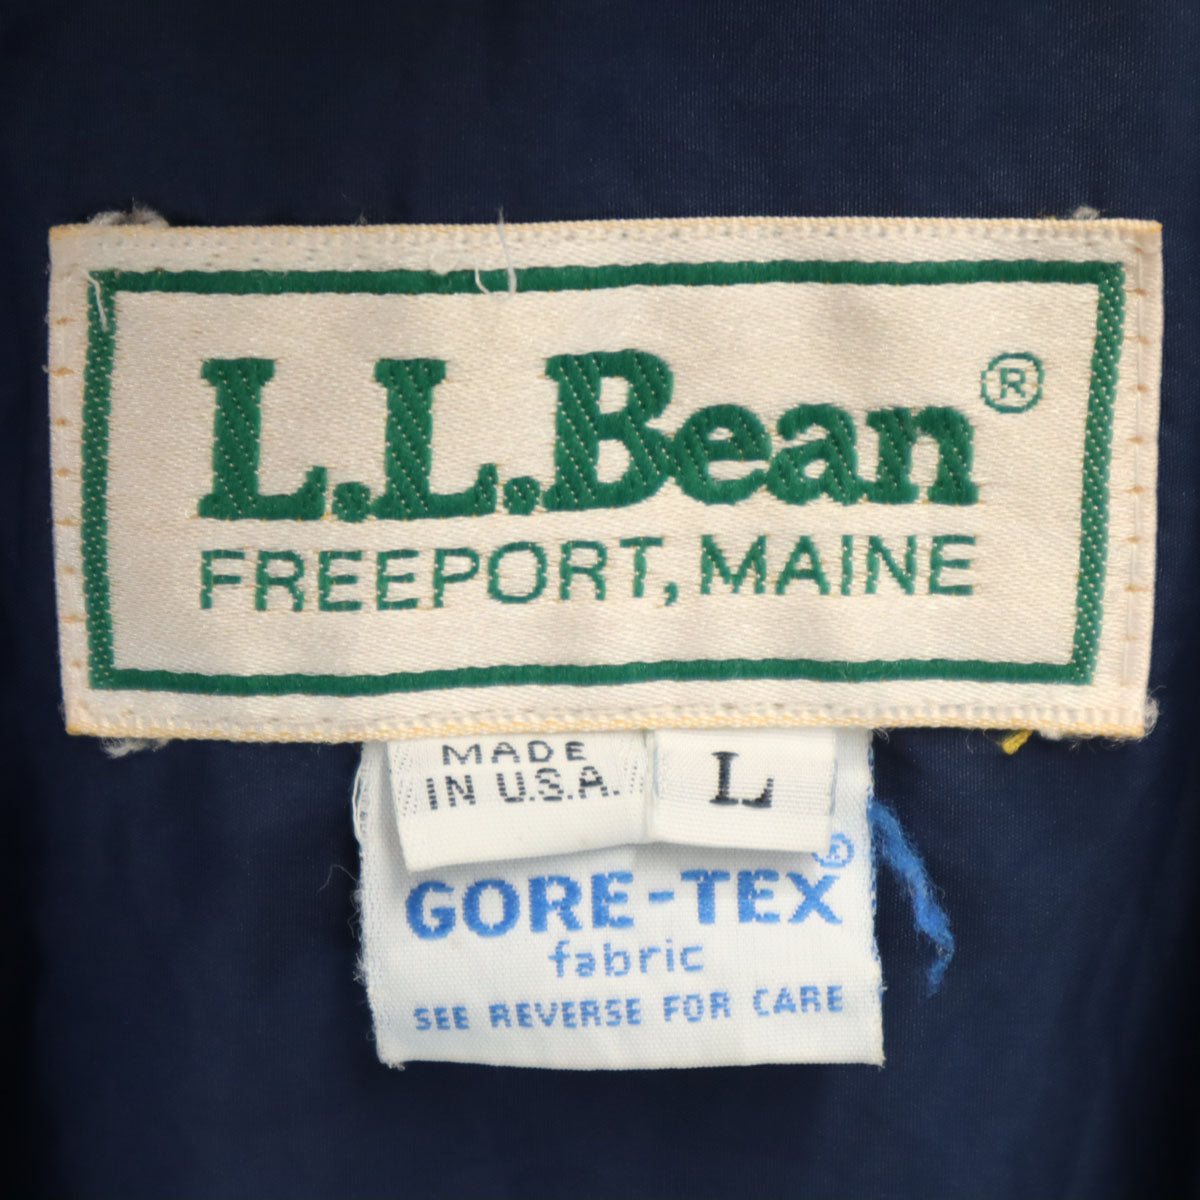 L.L.Bean®
FREEPORT, MAINE
MADE
IN U.S.A.
L
GORE-TEX®
fabric
SEE REVERSE FOR CARE